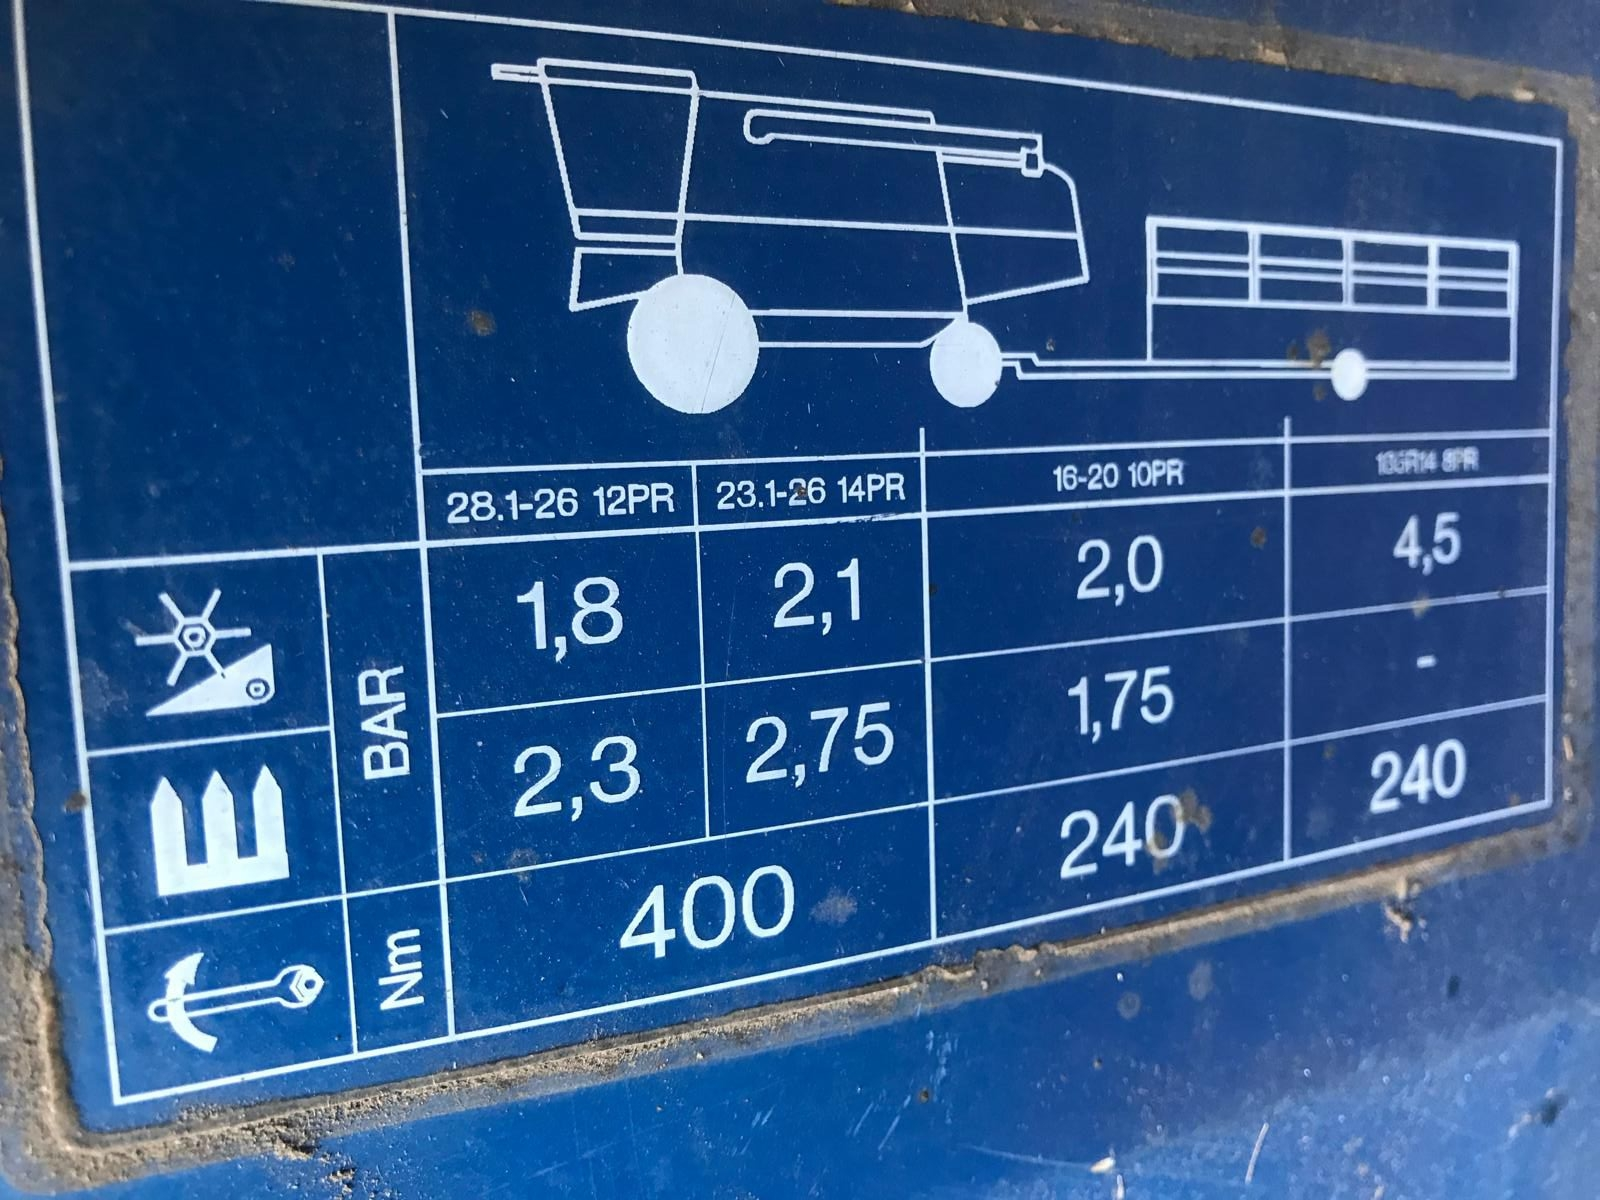 28.1-26 12PR 23.1-26 14PR 16-20 10PR 8PR
BAR
1,8 2,1 2,0 4,5
2,3 2,75 1,75 -
Nm 400 240 240